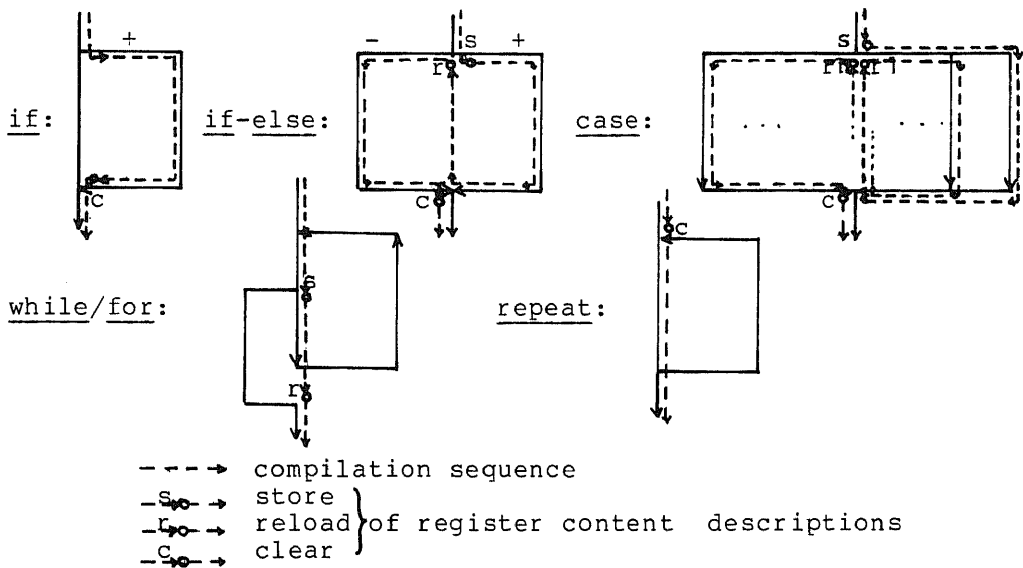 +
if:
c
- s +
r
if-else:
c
s
r r
case:
... ...
c
while/for:
s
r
repeat:
c
compilation sequence
s store
r reload of register content descriptions
c clear